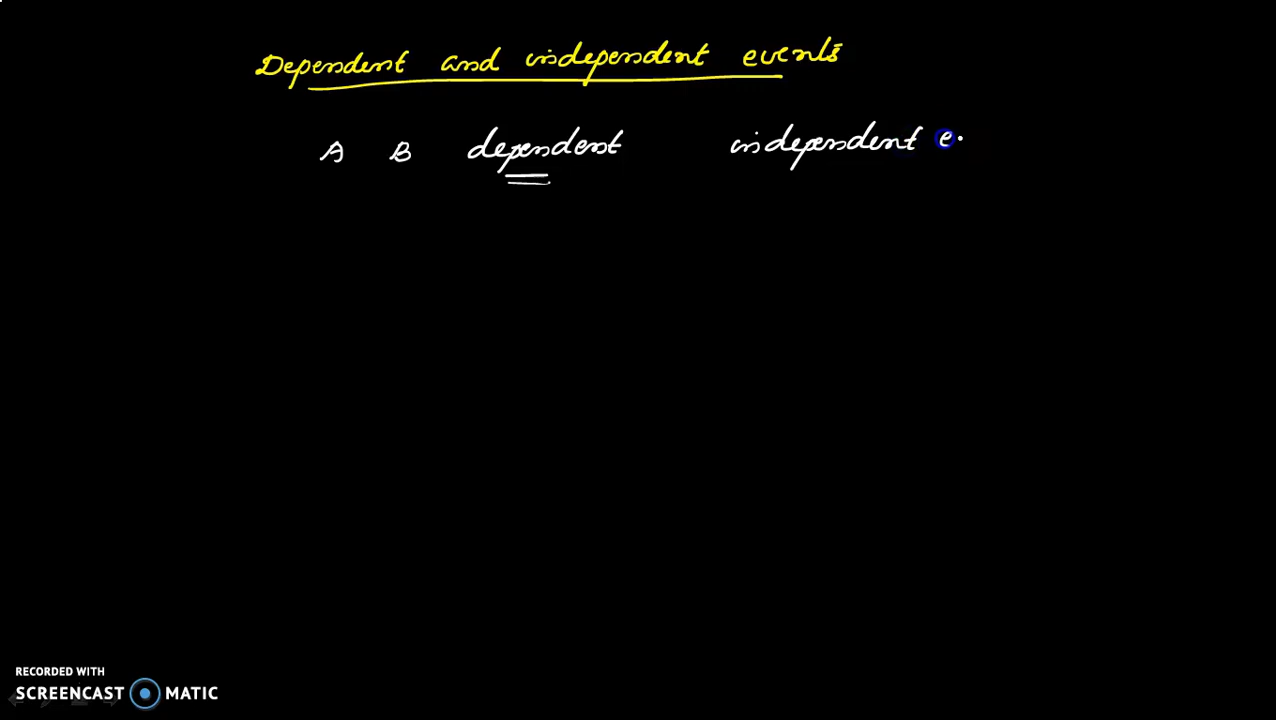 Dependent and independent events
A B dependent independent e
RECORDED WITH
SCREENCAST MATIC